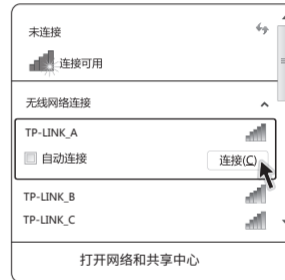 未连接
连接可用
无线网络连接
TP-LINK_A
自动连接
连接(C)
TP-LINK_B
TP-LINK_C
打开网络和共享中心